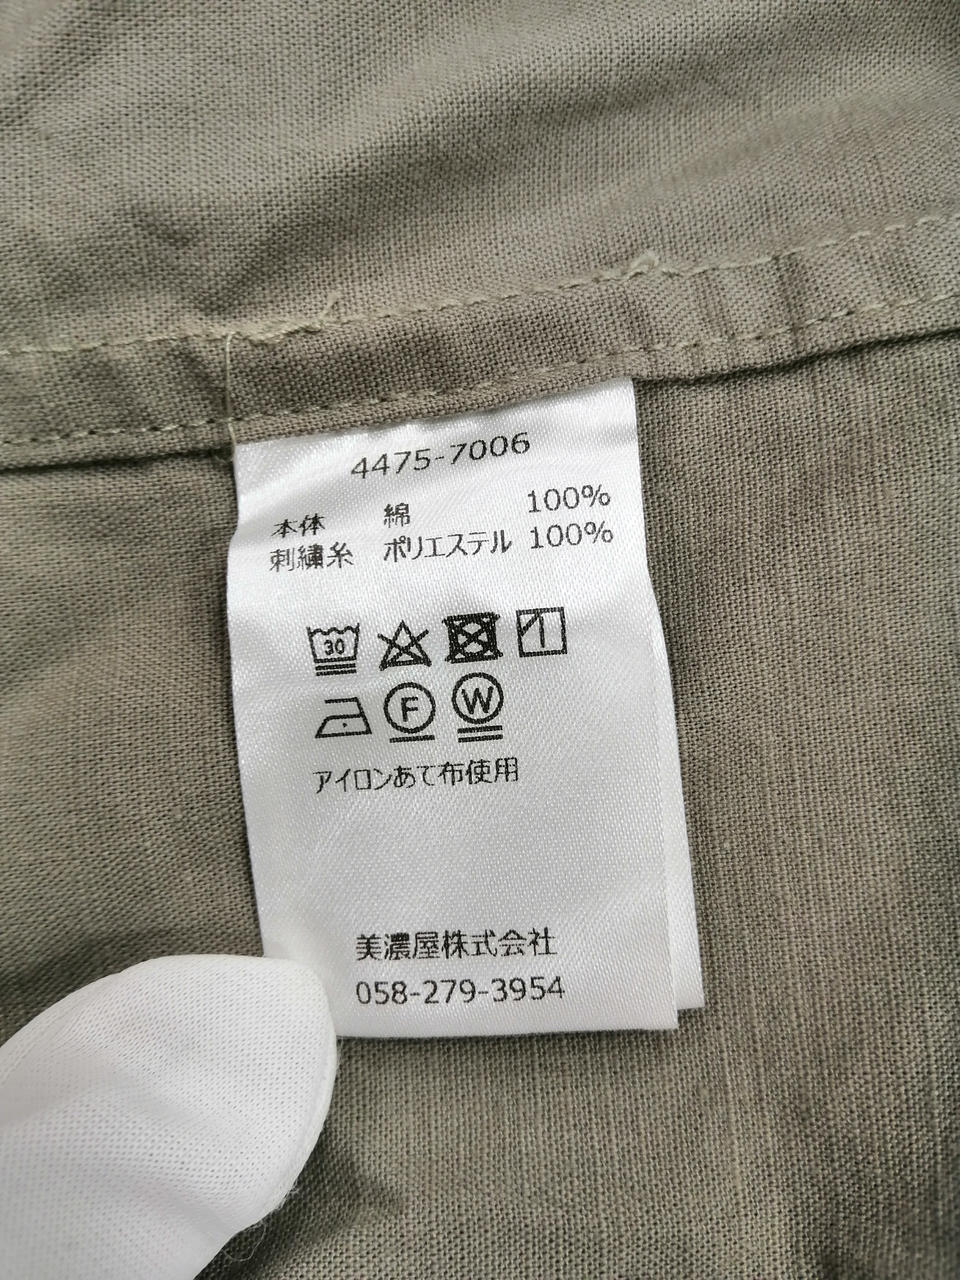 4475-7006
本体 綿 100%
刺繍糸 ポリエステル 100%
30
F W
アイロンあて布使用
美濃屋株式会社
058-279-3954